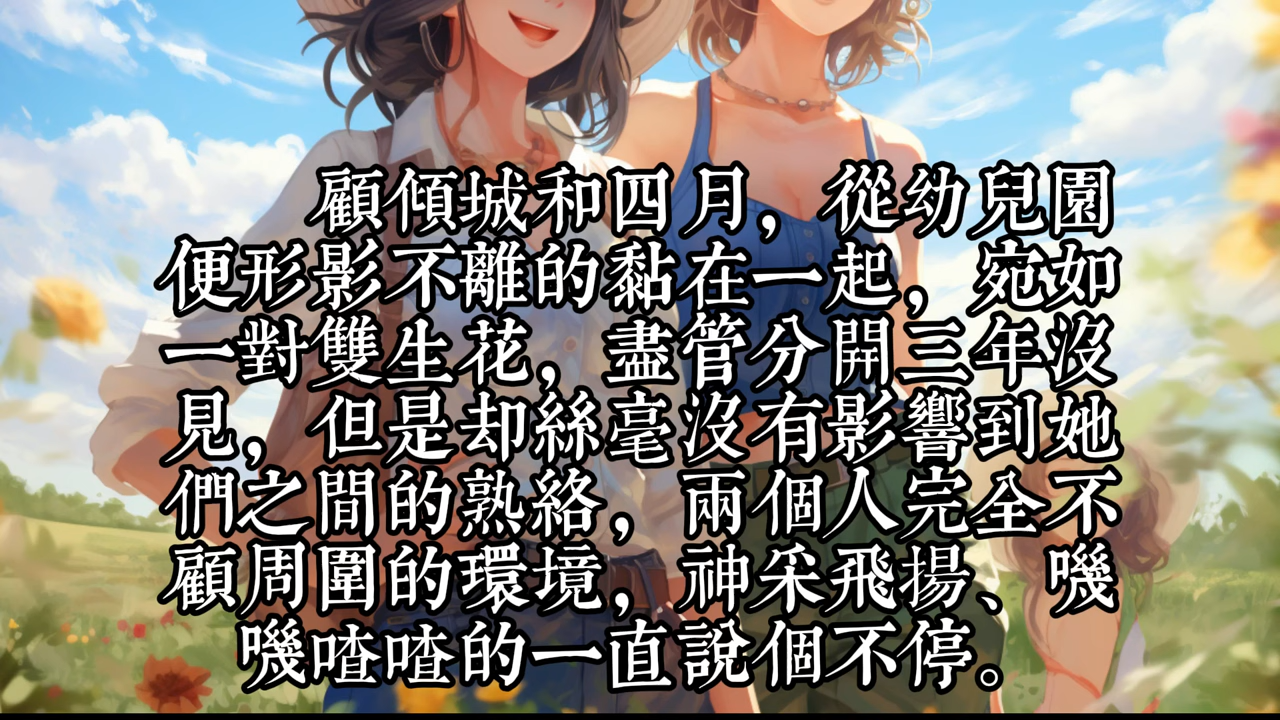 顧傾城和四月，從幼兒園
便形影不離的黏在一起，宛如
一對雙生花，盡管分開三年沒
見，但是却絲毫沒有影響到她
們之間的熟絡，兩個人完全不
顧周圍的環境，神采飛揚、嘰
嘰喳喳的一直說個不停。